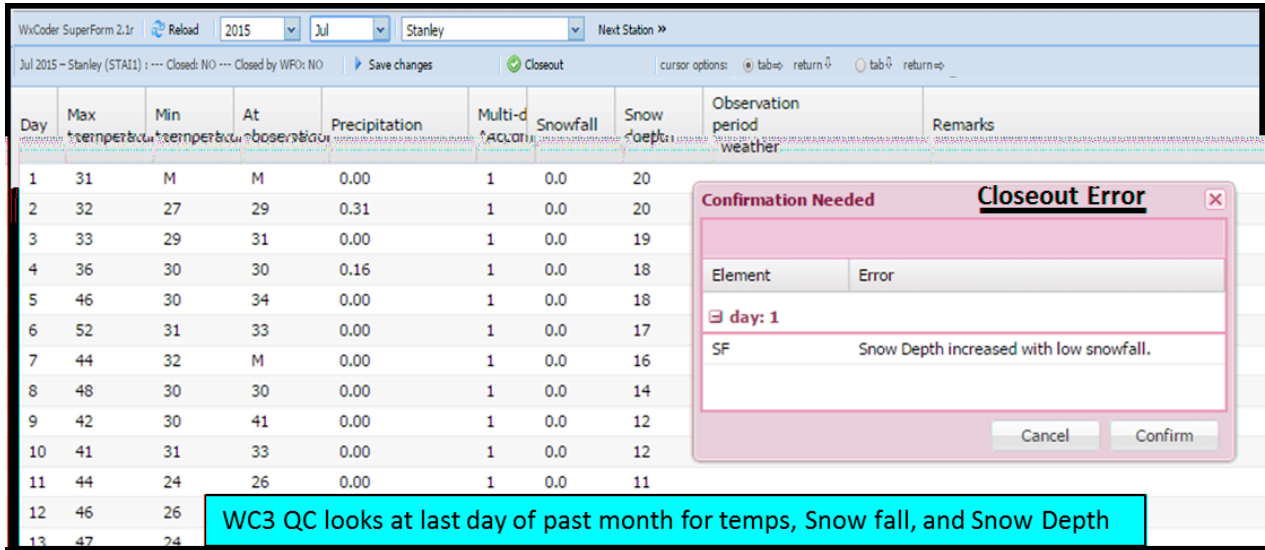 WxCoder SuperForm 2.1r Reload 2015 Jul Stanley Next Station »
Jul 2015 – Stanley (STAI1) : --- Closed: NO --- Closed by WFO: NO Save changes Closeout cursor options: tab⇨ return⇩ tab⇩ return⇨
Day Max Min At Precipitation Multi-d Snowfall Snow Observation period weather Remarks
1 31 M M 0.00 1 0.0 20
2 32 27 29 0.31 1 0.0 20
3 33 29 31 0.00 1 0.0 19
4 36 30 30 0.16 1 0.0 18
5 46 30 34 0.00 1 0.0 18
6 52 31 33 0.00 1 0.0 17
7 44 32 M 0.00 1 0.0 16
8 48 30 30 0.00 1 0.0 14
9 42 30 41 0.00 1 0.0 12
10 41 31 33 0.00 1 0.0 12
11 44 24 26 0.00 1 0.0 11
12 46 26
13 47 24
Confirmation Needed Closeout Error
Element Error
day: 1
SF Snow Depth increased with low snowfall.
Cancel Confirm
WC3 QC looks at last day of past month for temps, Snow fall, and Snow Depth